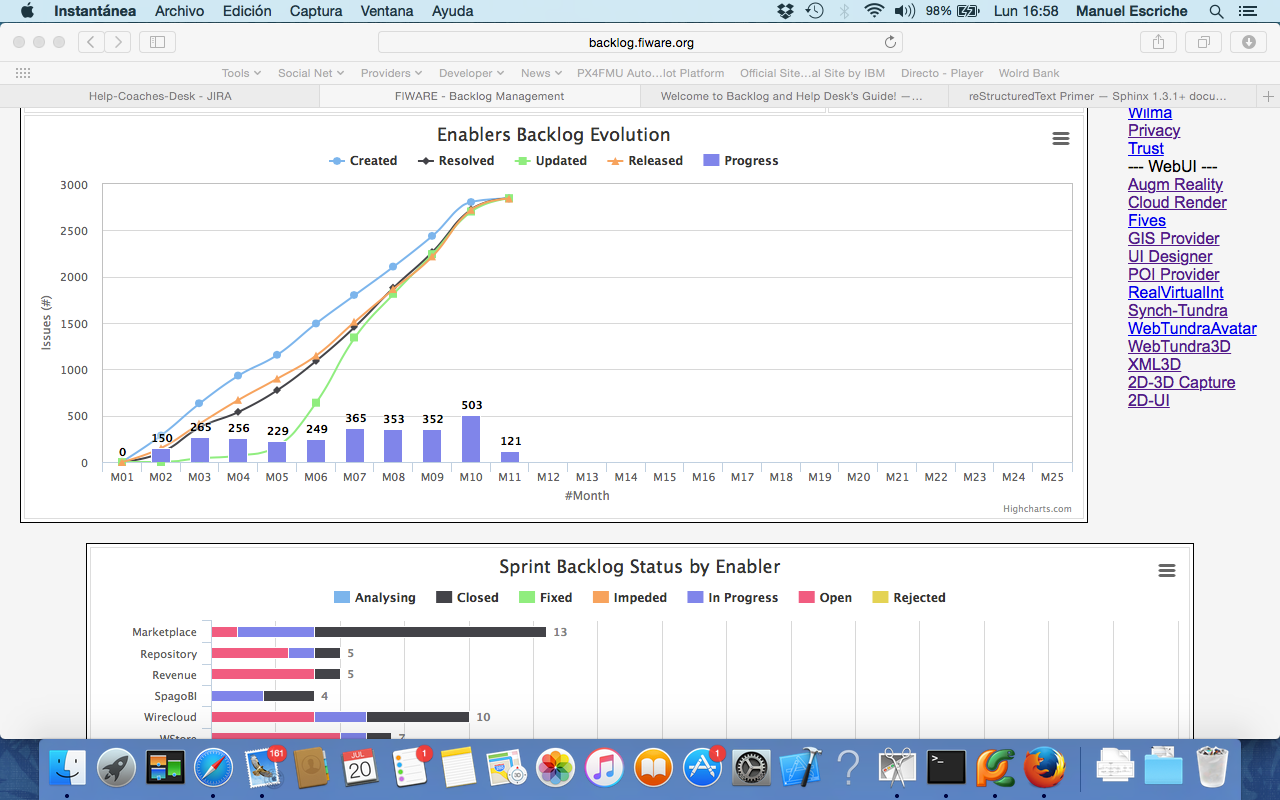 Instantánea Archivo Edición Captura Ventana Ayuda 98% Lun 16:58 Manuel Escriche
backlog.fiware.org
Tools Social Net Providers Developer News PX4FMU Auto...lot Platform Official Site...al Site by IBM Directo - Player Wolrd Bank
Help-Coaches-Desk - JIRA FIWARE - Backlog Management Welcome to Backlog and Help Desk's Guide! —... reStructuredText Primer — Sphinx 1.3.1+ docu...
Enablers Backlog Evolution
Created Resolved Updated Released Progress
Issues (#)
3000
2500
2000
1500
1000
500
0
0 150 265 256 229 249 365 353 352 503 121
M01 M02 M03 M04 M05 M06 M07 M08 M09 M10 M11 M12 M13 M14 M15 M16 M17 M18 M19 M20 M21 M22 M23 M24 M25
#Month
Highcharts.com
Wilma
Privacy
Trust
--- WebUI ---
Augm Reality
Cloud Render
Fives
GIS Provider
UI Designer
POI Provider
RealVirtualInt
Synch-Tundra
WebTundraAvatar
WebTundra3D
XML3D
2D-3D Capture
2D-UI
Sprint Backlog Status by Enabler
Analysing Closed Fixed Impeded In Progress Open Rejected
Marketplace 13
Repository 5
Revenue 5
SpagoBI 4
Wirecloud 10
WStore 7
161 JUL 20 1 1